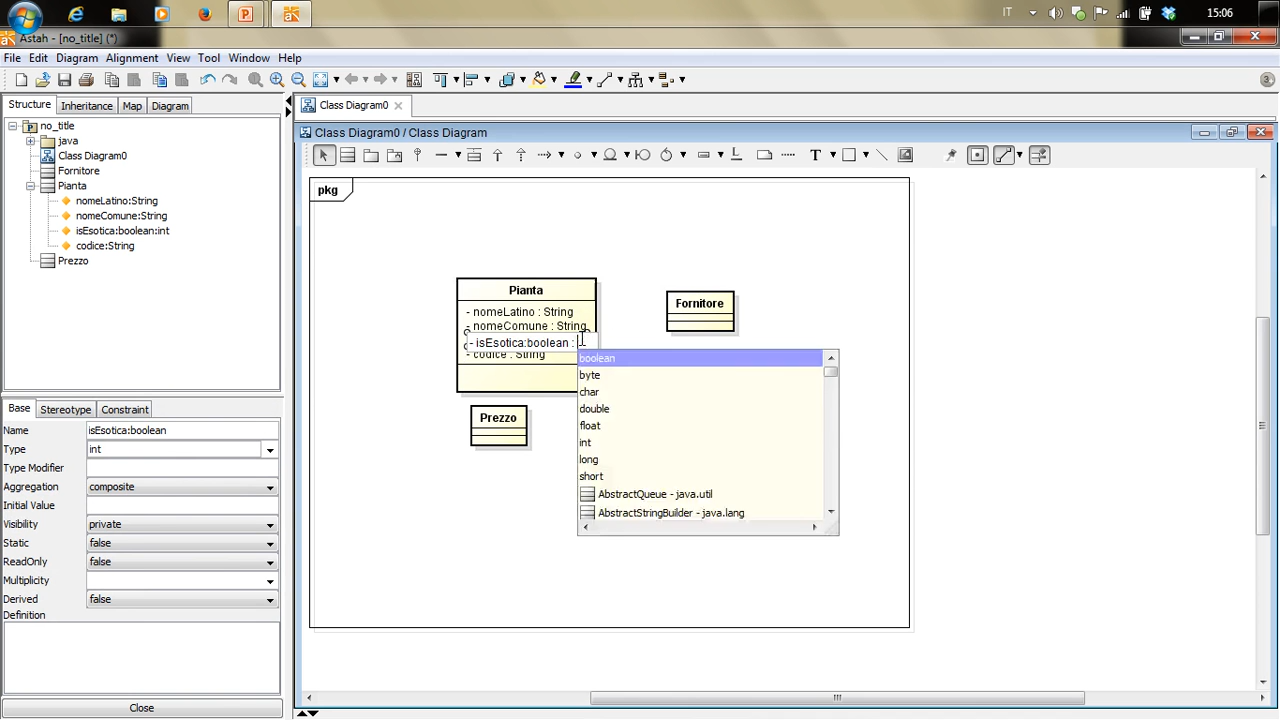 IT 15:06
Astah - [no_title] (*)
File Edit Diagram Alignment View Tool Window Help
3
Structure Inheritance Map Diagram
Class Diagram0
no_title
java
Class Diagram0
Fornitore
Pianta
nomeLatino:String
nomeComune:String
isEsotica:boolean:int
codice:String
Prezzo
Class Diagram0 / Class Diagram
T
pkg
Pianta
- nomeLatino : String
- nomeComune : String
- isEsotica:boolean :
- codice : String
Fornitore
Prezzo
boolean
byte
char
double
float
int
long
short
AbstractQueue - java.util
AbstractStringBuilder - java.lang
Base Stereotype Constraint
Name isEsotica:boolean
Type int
Type Modifier
Aggregation composite
Initial Value
Visibility private
Static false
ReadOnly false
Multiplicity
Derived false
Definition
Close